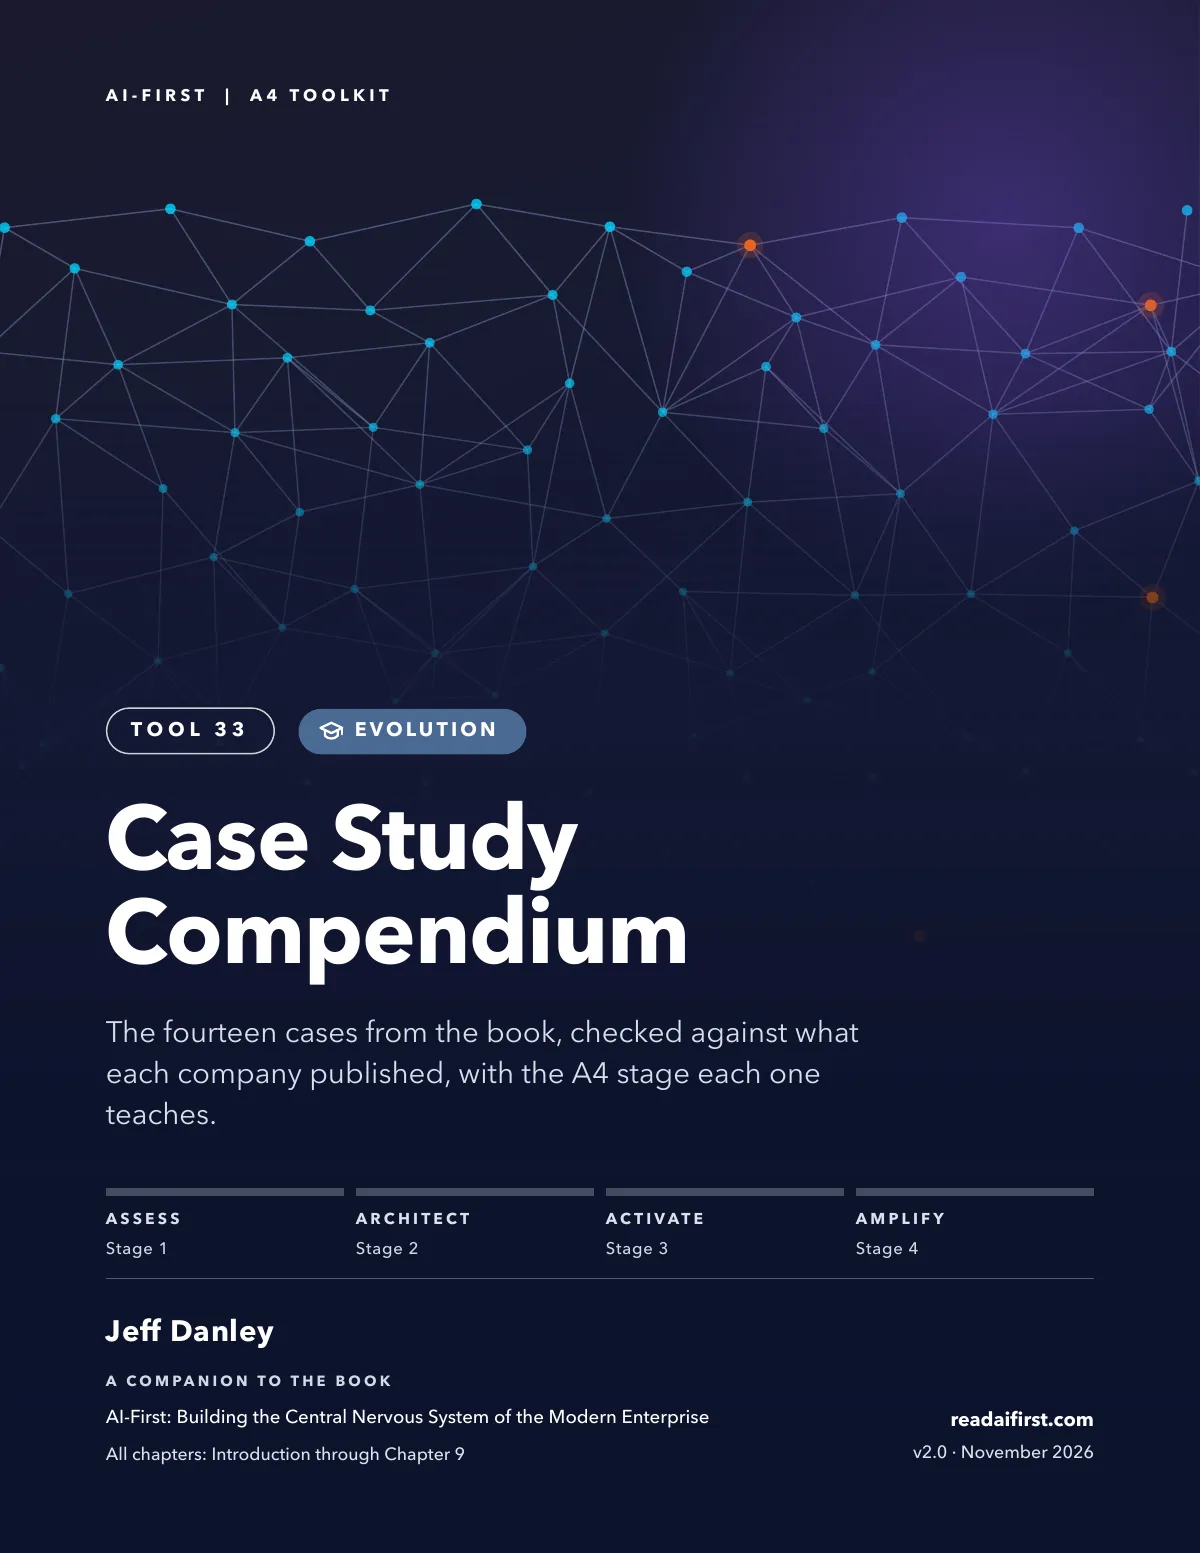 AI-FIRST | A4 TOOLKIT
TOOL 33
EVOLUTION
Case Study
Compendium
The fourteen cases from the book, checked against what
each company published, with the A4 stage each one
teaches.
ASSESS
Stage 1
ARCHITECT
Stage 2
ACTIVATE
Stage 3
AMPLIFY
Stage 4
Jeff Danley
A COMPANION TO THE BOOK
AI-First: Building the Central Nervous System of the Modern Enterprise
All chapters: Introduction through Chapter 9
readaifirst.com
v2.0 · November 2026